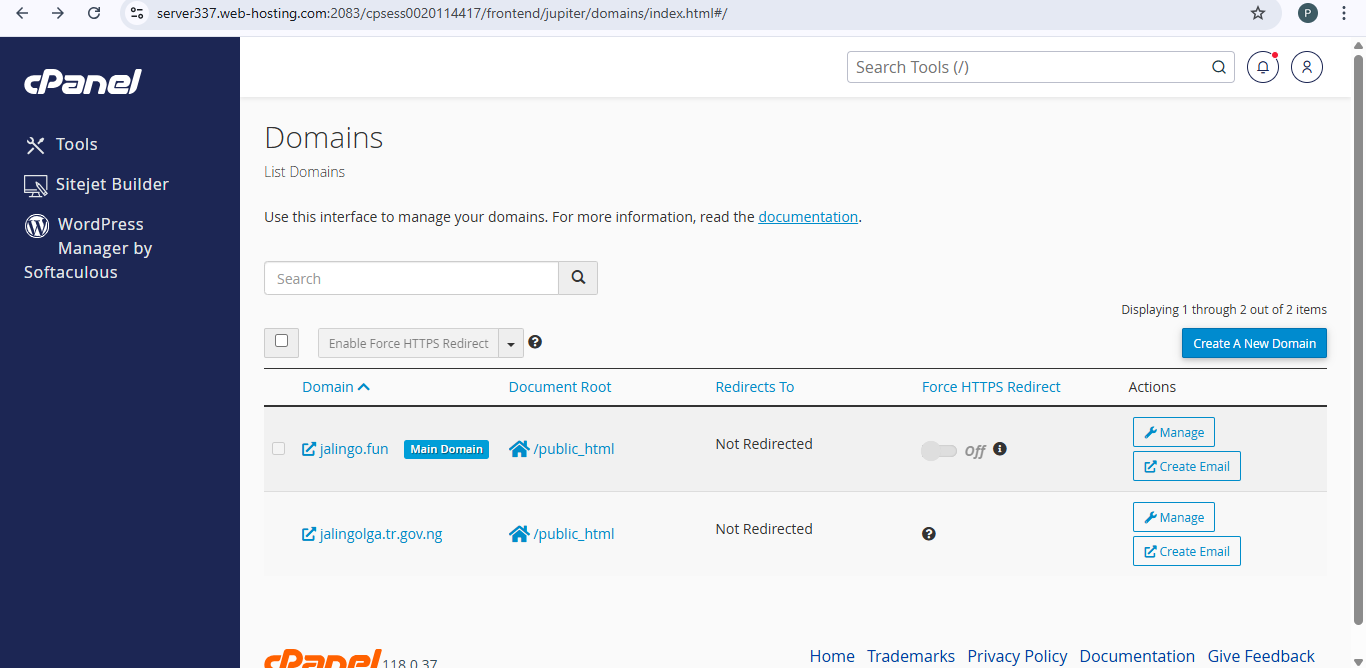 server337.web-hosting.com:2083/cpsess0020114417/frontend/jupiter/domains/index.html#/
P
cPanel
Tools
Sitejet Builder
WordPress
Manager by
Softaculous
Search Tools (/)
Domains
List Domains
Use this interface to manage your domains. For more information, read the documentation.
Search
Displaying 1 through 2 out of 2 items
Enable Force HTTPS Redirect
Create A New Domain
Domain Document Root Redirects To Force HTTPS Redirect Actions
jalingo.fun Main Domain /public_html Not Redirected Off Manage
Create Email
jalingolga.tr.gov.ng /public_html Not Redirected Manage
Create Email
cPanel 118.0.37
Home Trademarks Privacy Policy Documentation Give Feedback